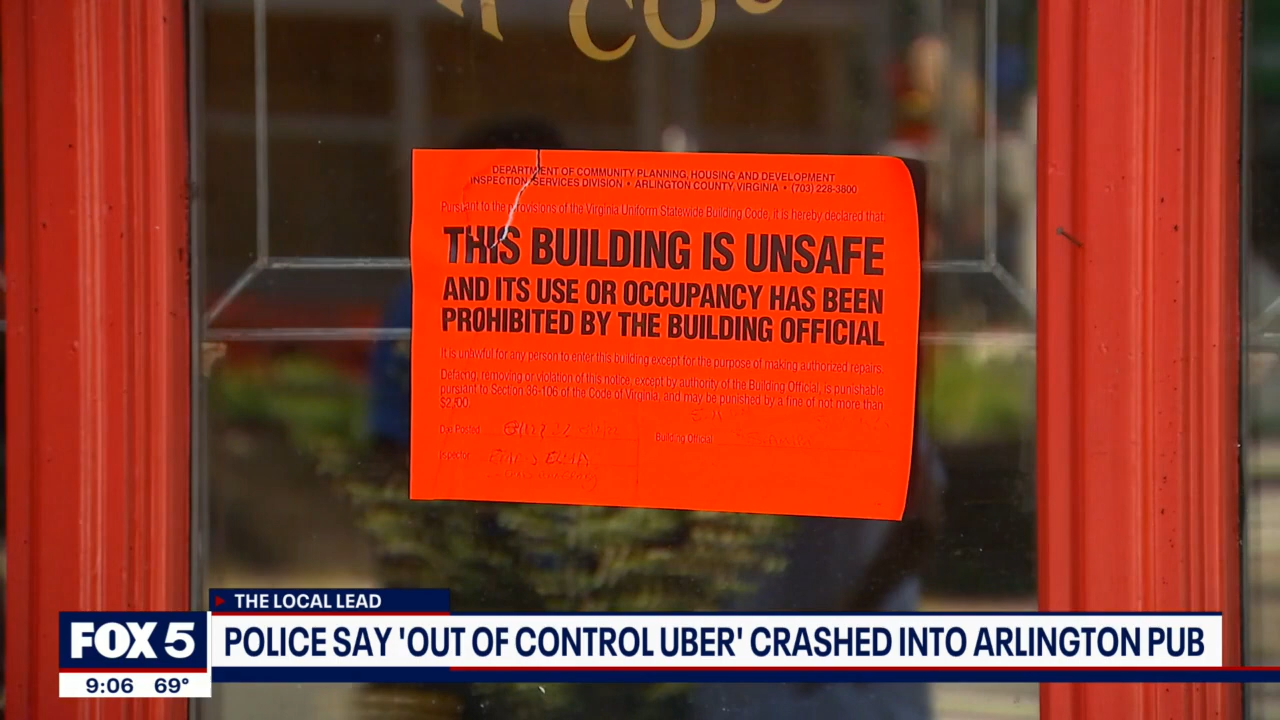 CO
DEPARTMENT OF COMMUNITY PLANNING, HOUSING AND DEVELOPMENT
INSPECTION SERVICES DIVISION • ARLINGTON COUNTY, VIRGINIA • (703) 228-3800
Pursuant to the provisions of the Virginia Uniform Statewide Building Code, it is hereby declared that:
THIS BUILDING IS UNSAFE
AND ITS USE OR OCCUPANCY HAS BEEN
PROHIBITED BY THE BUILDING OFFICIAL
It is unlawful for any person to enter this building except for the purpose of making authorized repairs.
Defacing, removing or violation of this notice, except by authority of the Building Official, is punishable
pursuant to Section 36-106 of the Code of Virginia, and may be punished by a fine of not more than
$2,500
Date Posted
Building Official
Inspector
THE LOCAL LEAD
FOX 5
POLICE SAY 'OUT OF CONTROL UBER' CRASHED INTO ARLINGTON PUB
9:06 69°